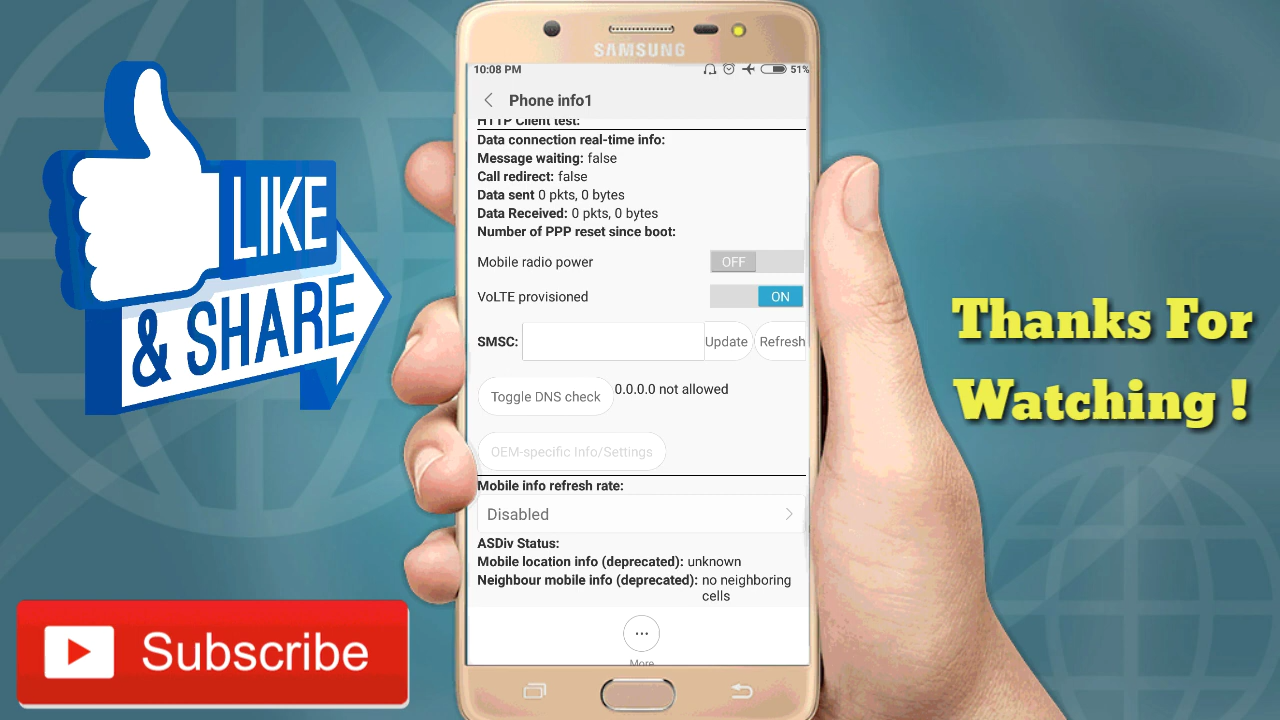 LIKE
& SHARE
Subscribe
SAMSUNG
10:08 PM
51%
Phone info1
HTTP Client test:
Data connection real-time info:
Message waiting: false
Call redirect: false
Data sent 0 pkts, 0 bytes
Data Received: 0 pkts, 0 bytes
Number of PPP reset since boot:
Mobile radio power OFF
VoLTE provisioned ON
SMSC: Update Refresh
Toggle DNS check 0.0.0.0 not allowed
OEM-specific Info/Settings
Mobile info refresh rate:
Disabled
ASDiv Status:
Mobile location info (deprecated): unknown
Neighbour mobile info (deprecated): no neighboring
cells
More
Thanks For
Watching !